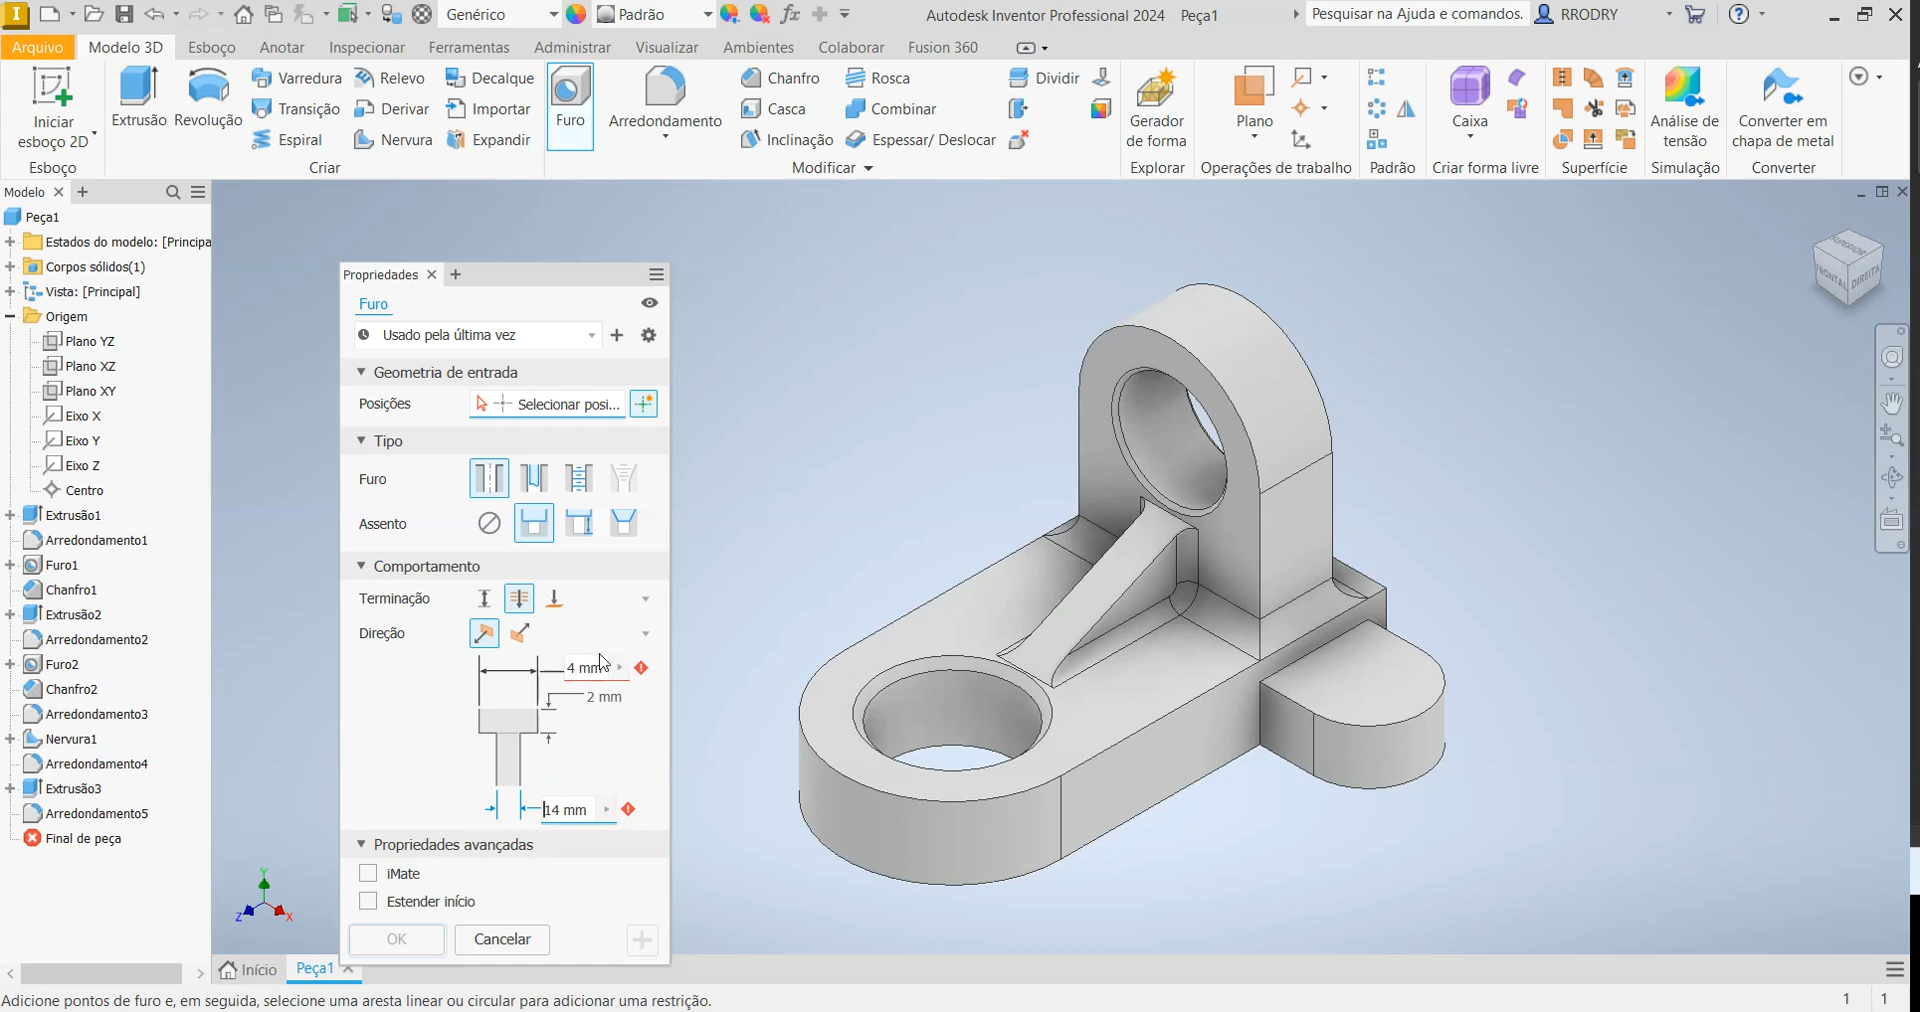 Genérico
Padrão
Autodesk Inventor Professional 2024 Peça1
Pesquisar na Ajuda e comandos.
RRODRY
Arquivo
Modelo 3D
Esboço
Anotar
Inspecionar
Ferramentas
Administrar
Visualizar
Ambientes
Colaborar
Fusion 360
Iniciar
esboço 2D
Extrusão
Revolução
Varredura
Transição
Espiral
Relevo
Derivar
Nervura
Decalque
Importar
Expandir
Furo
Arredondamento
Chanfro
Casca
Inclinação
Rosca
Combinar
Espessar/ Deslocar
Dividir
Gerador
de forma
Plano
Caixa
Análise de
tensão
Converter em
chapa de metal
Esboço
Criar
Modificar
Explorar
Operações de trabalho
Padrão
Criar forma livre
Superfície
Simulação
Converter
Modelo
Peça1
Estados do modelo: [Principa
Corpos sólidos(1)
Vista: [Principal]
Origem
Plano YZ
Plano XZ
Plano XY
Eixo X
Eixo Y
Eixo Z
Centro
Extrusão1
Arredondamento1
Furo1
Chanfro1
Extrusão2
Arredondamento2
Furo2
Chanfro2
Arredondamento3
Nervura1
Arredondamento4
Extrusão3
Arredondamento5
Final de peça
Propriedades
Furo
Usado pela última vez
Geometria de entrada
Posições
Selecionar posi...
Tipo
Furo
Assento
Comportamento
Terminação
Direção
4 mm
2 mm
14 mm
Propriedades avançadas
iMate
Estender início
OK
Cancelar
SUPERIOR
FRONTAL
DIREITA
Y
Z
X
Início
Peça1
Adicione pontos de furo e, em seguida, selecione uma aresta linear ou circular para adicionar uma restrição.
1
1